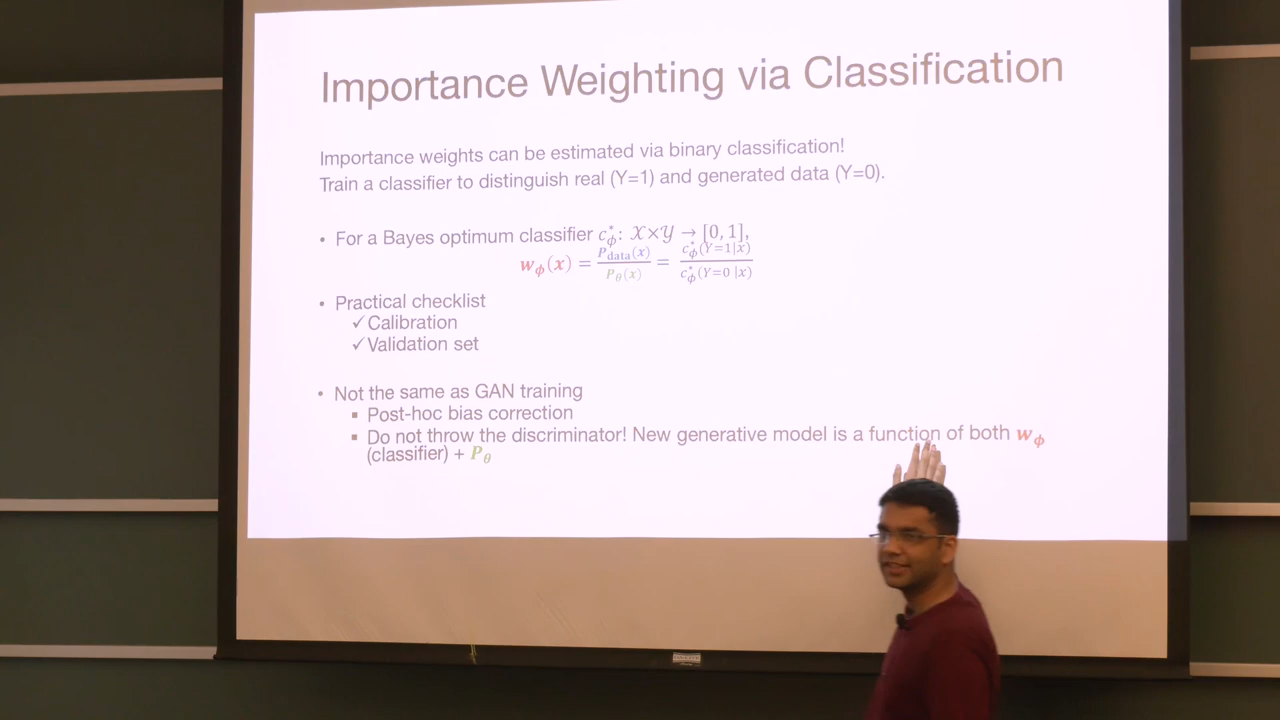 Importance Weighting via Classification
Importance weights can be estimated via binary classification!
Train a classifier to distinguish real (Y=1) and generated data (Y=0).
• For a Bayes optimum classifier c*ϕ: 𝒳×𝒴 → [0, 1],
wϕ(x) = Pdata(x)/Pθ(x) = c*ϕ(Y=1|x)/c*ϕ(Y=0 |x)
• Practical checklist
✓ Calibration
✓ Validation set
• Not the same as GAN training
▪ Post-hoc bias correction
▪ Do not throw the discriminator! New generative model is a function of both wϕ
(classifier) + Pθ